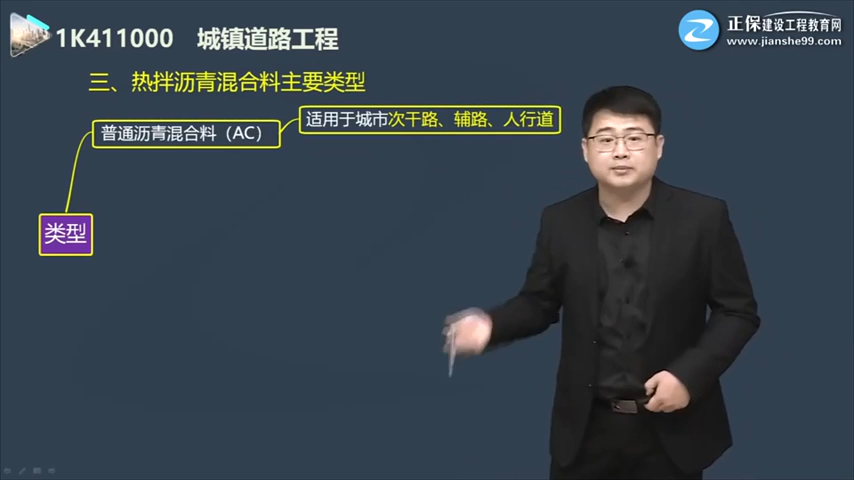 1K411000 城镇道路工程
正保建设工程教育网
www.jianshe99.com
三、热拌沥青混合料主要类型
普通沥青混合料（AC）
适用于城市次干路、辅路、人行道
类型